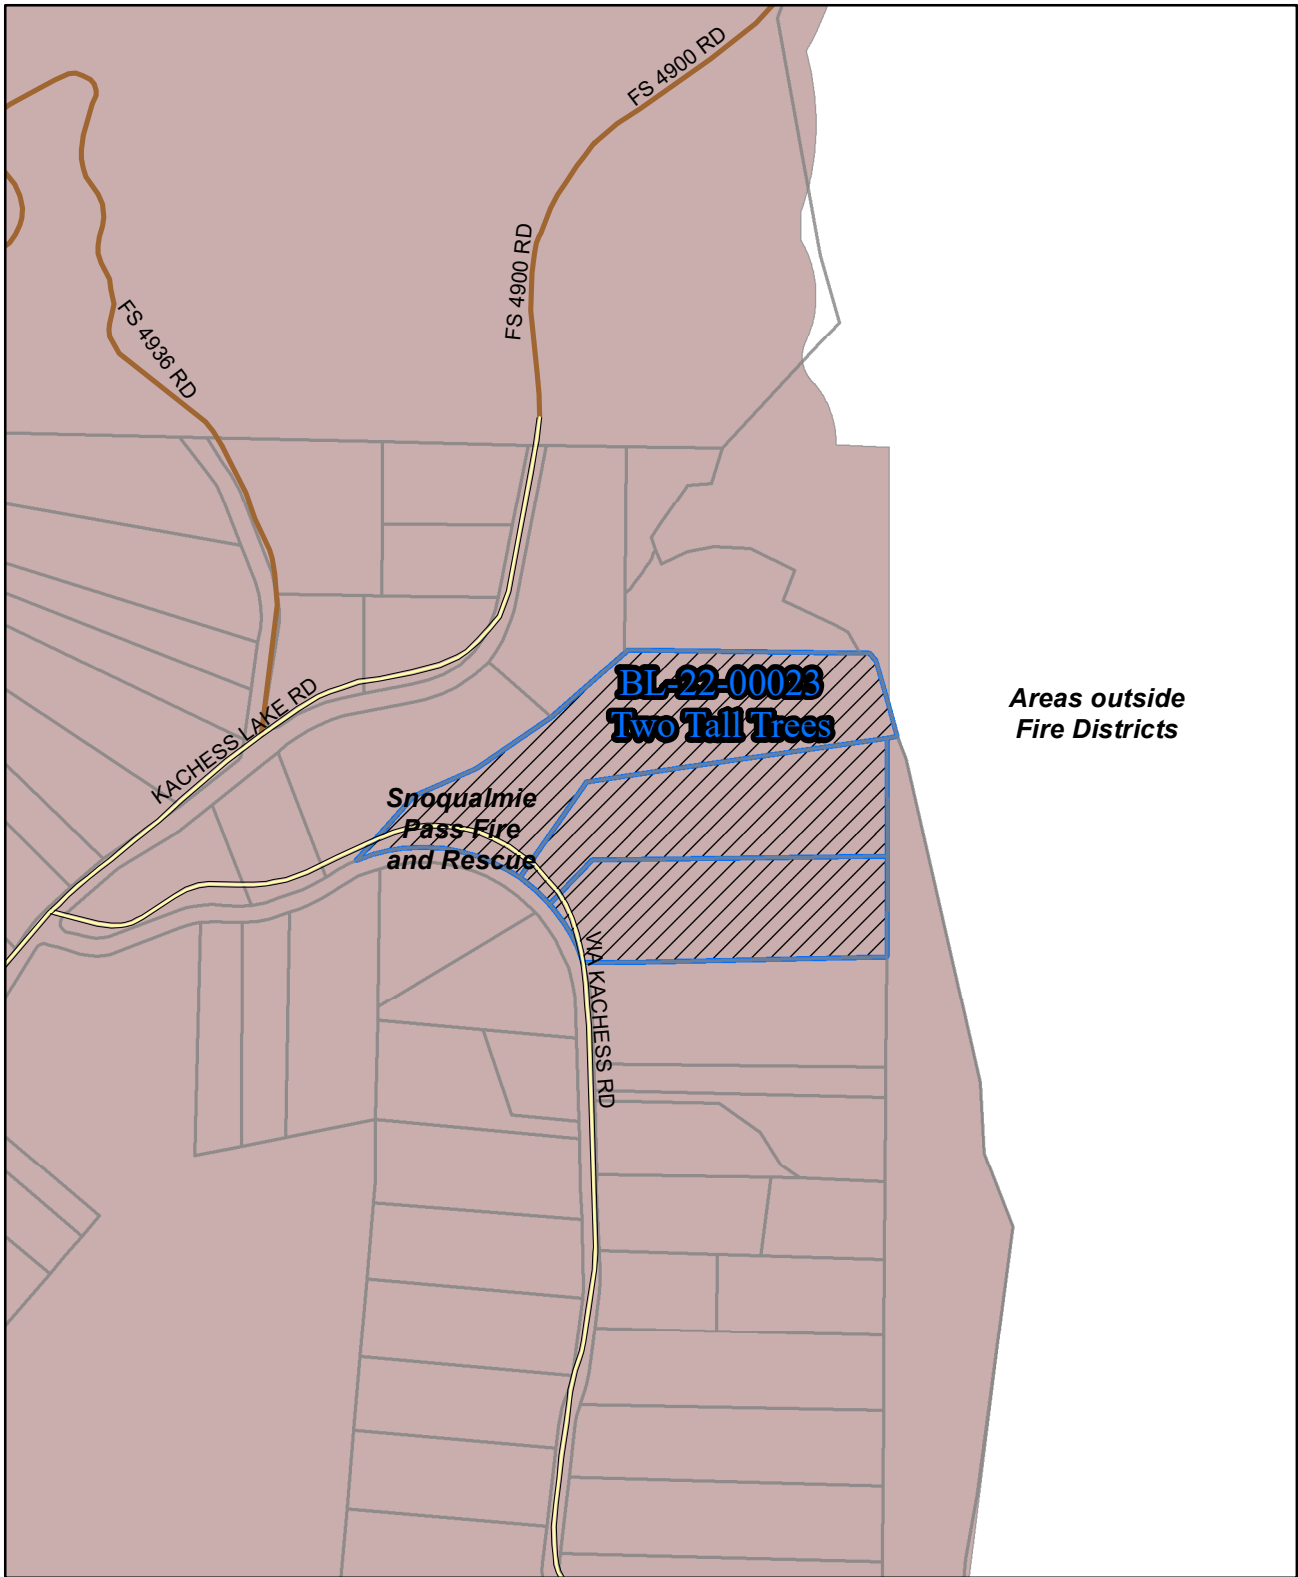 FS 4900 RD
FS 4900 RD
FS 4936 RD
BL-22-00023
Two Tall Trees
Areas outside
Fire Districts
KACHESS LAKE RD
Snoqualmie
Pass Fire
and Rescue
VIA KACHESS RD